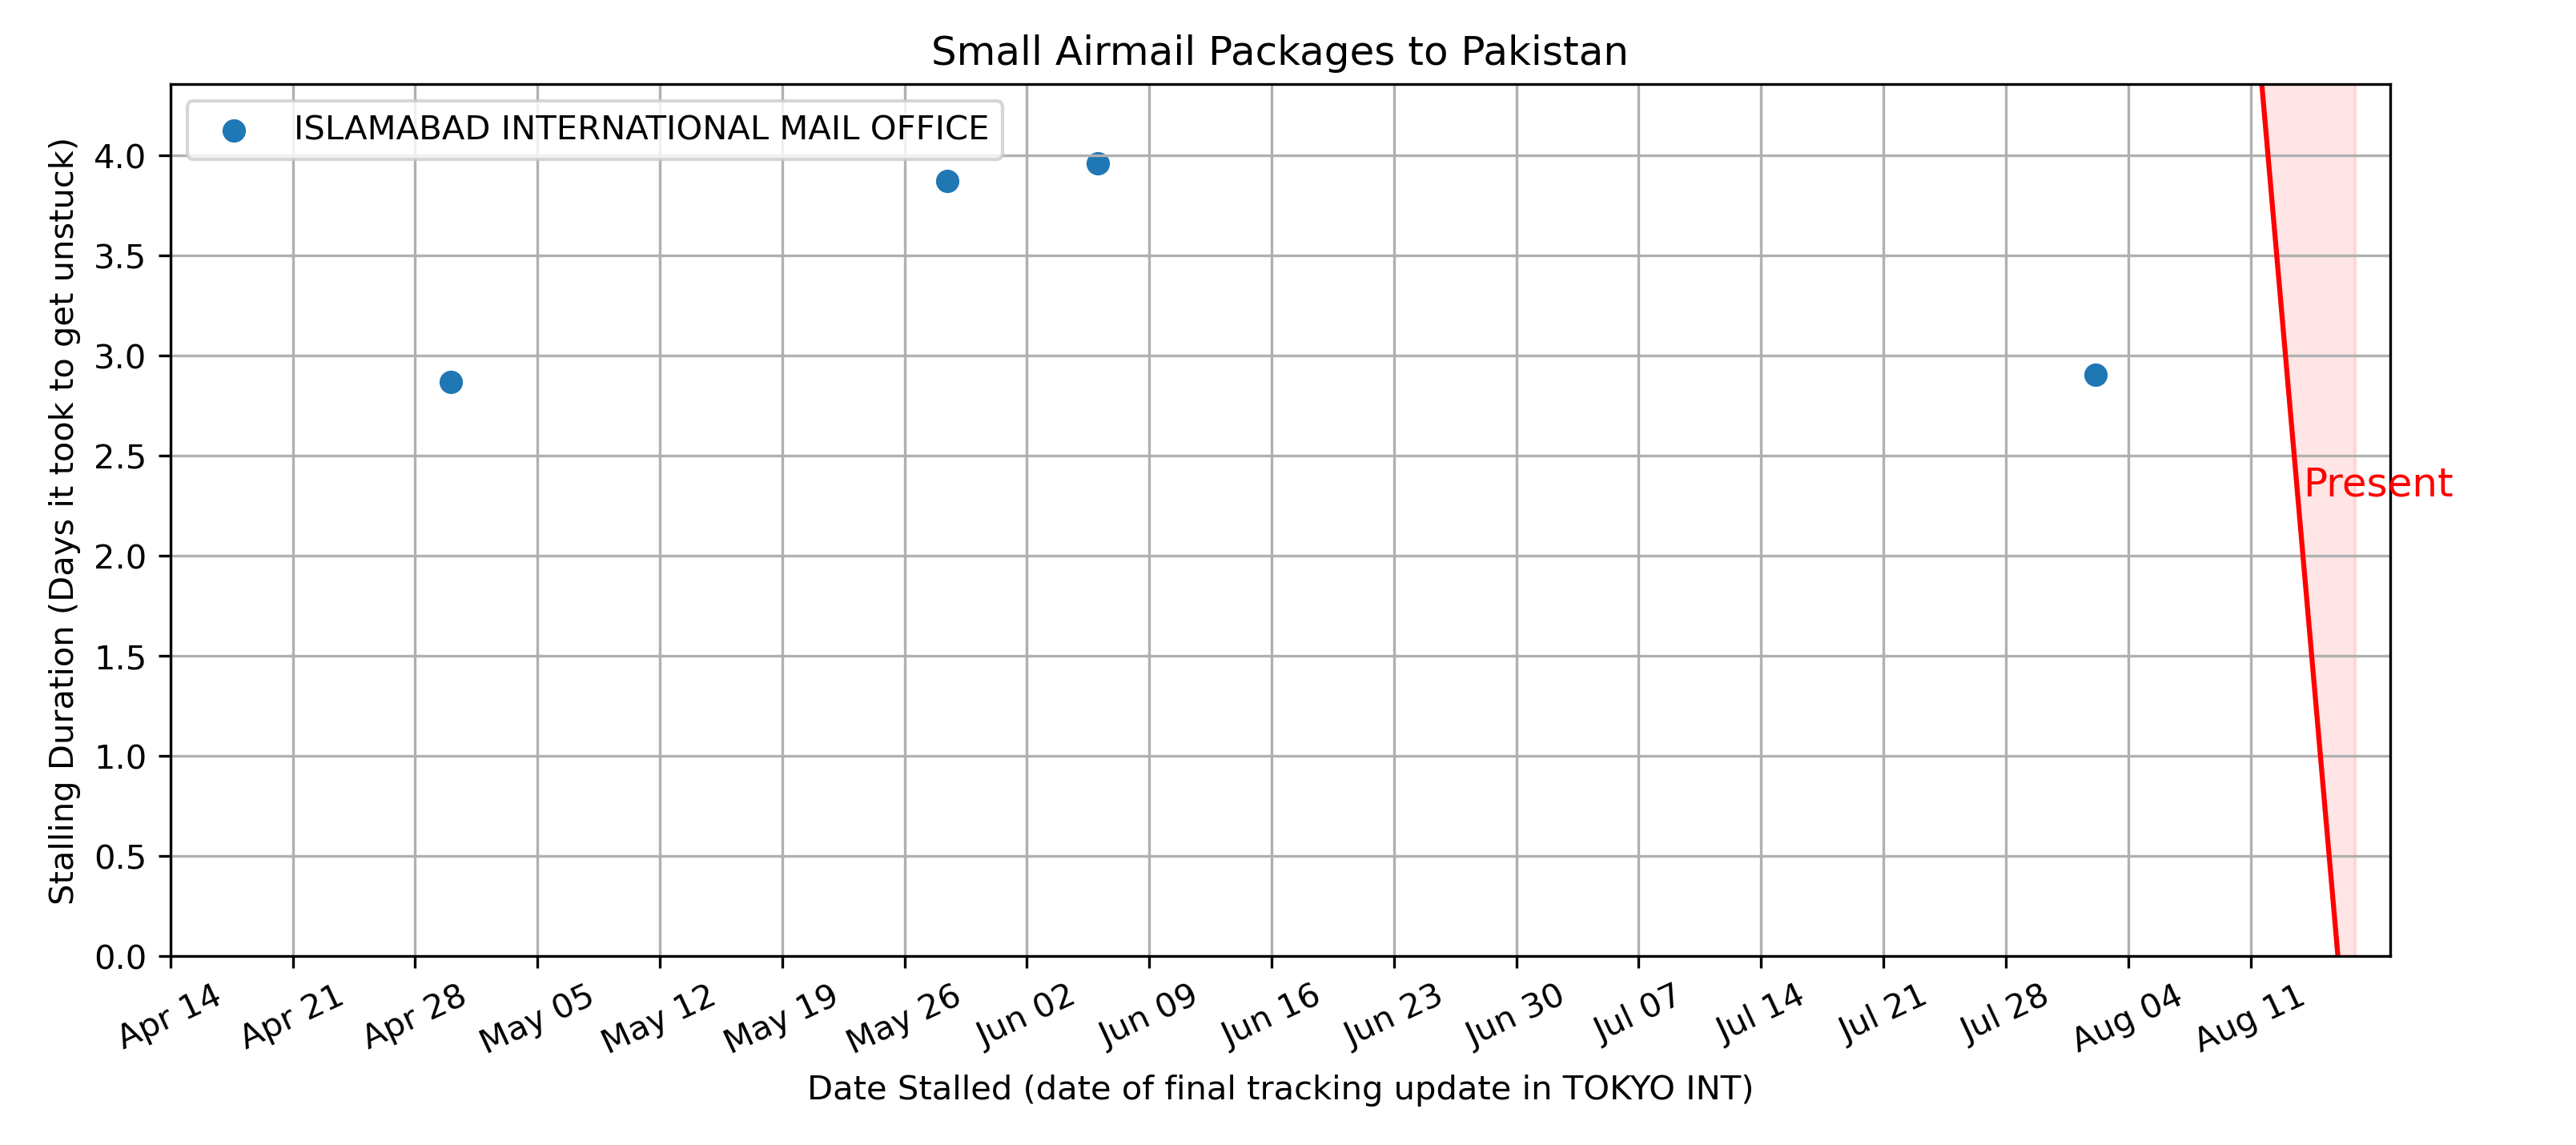 Small Airmail Packages to Pakistan
ISLAMABAD INTERNATIONAL MAIL OFFICE
Stalling Duration (Days it took to get unstuck)
4.0
3.5
3.0
2.5
2.0
1.5
1.0
0.5
0.0
Present
Apr 14 Apr 21 Apr 28 May 05 May 12 May 19 May 26 Jun 02 Jun 09 Jun 16 Jun 23 Jun 30 Jul 07 Jul 14 Jul 21 Jul 28 Aug 04 Aug 11
Date Stalled (date of final tracking update in TOKYO INT)